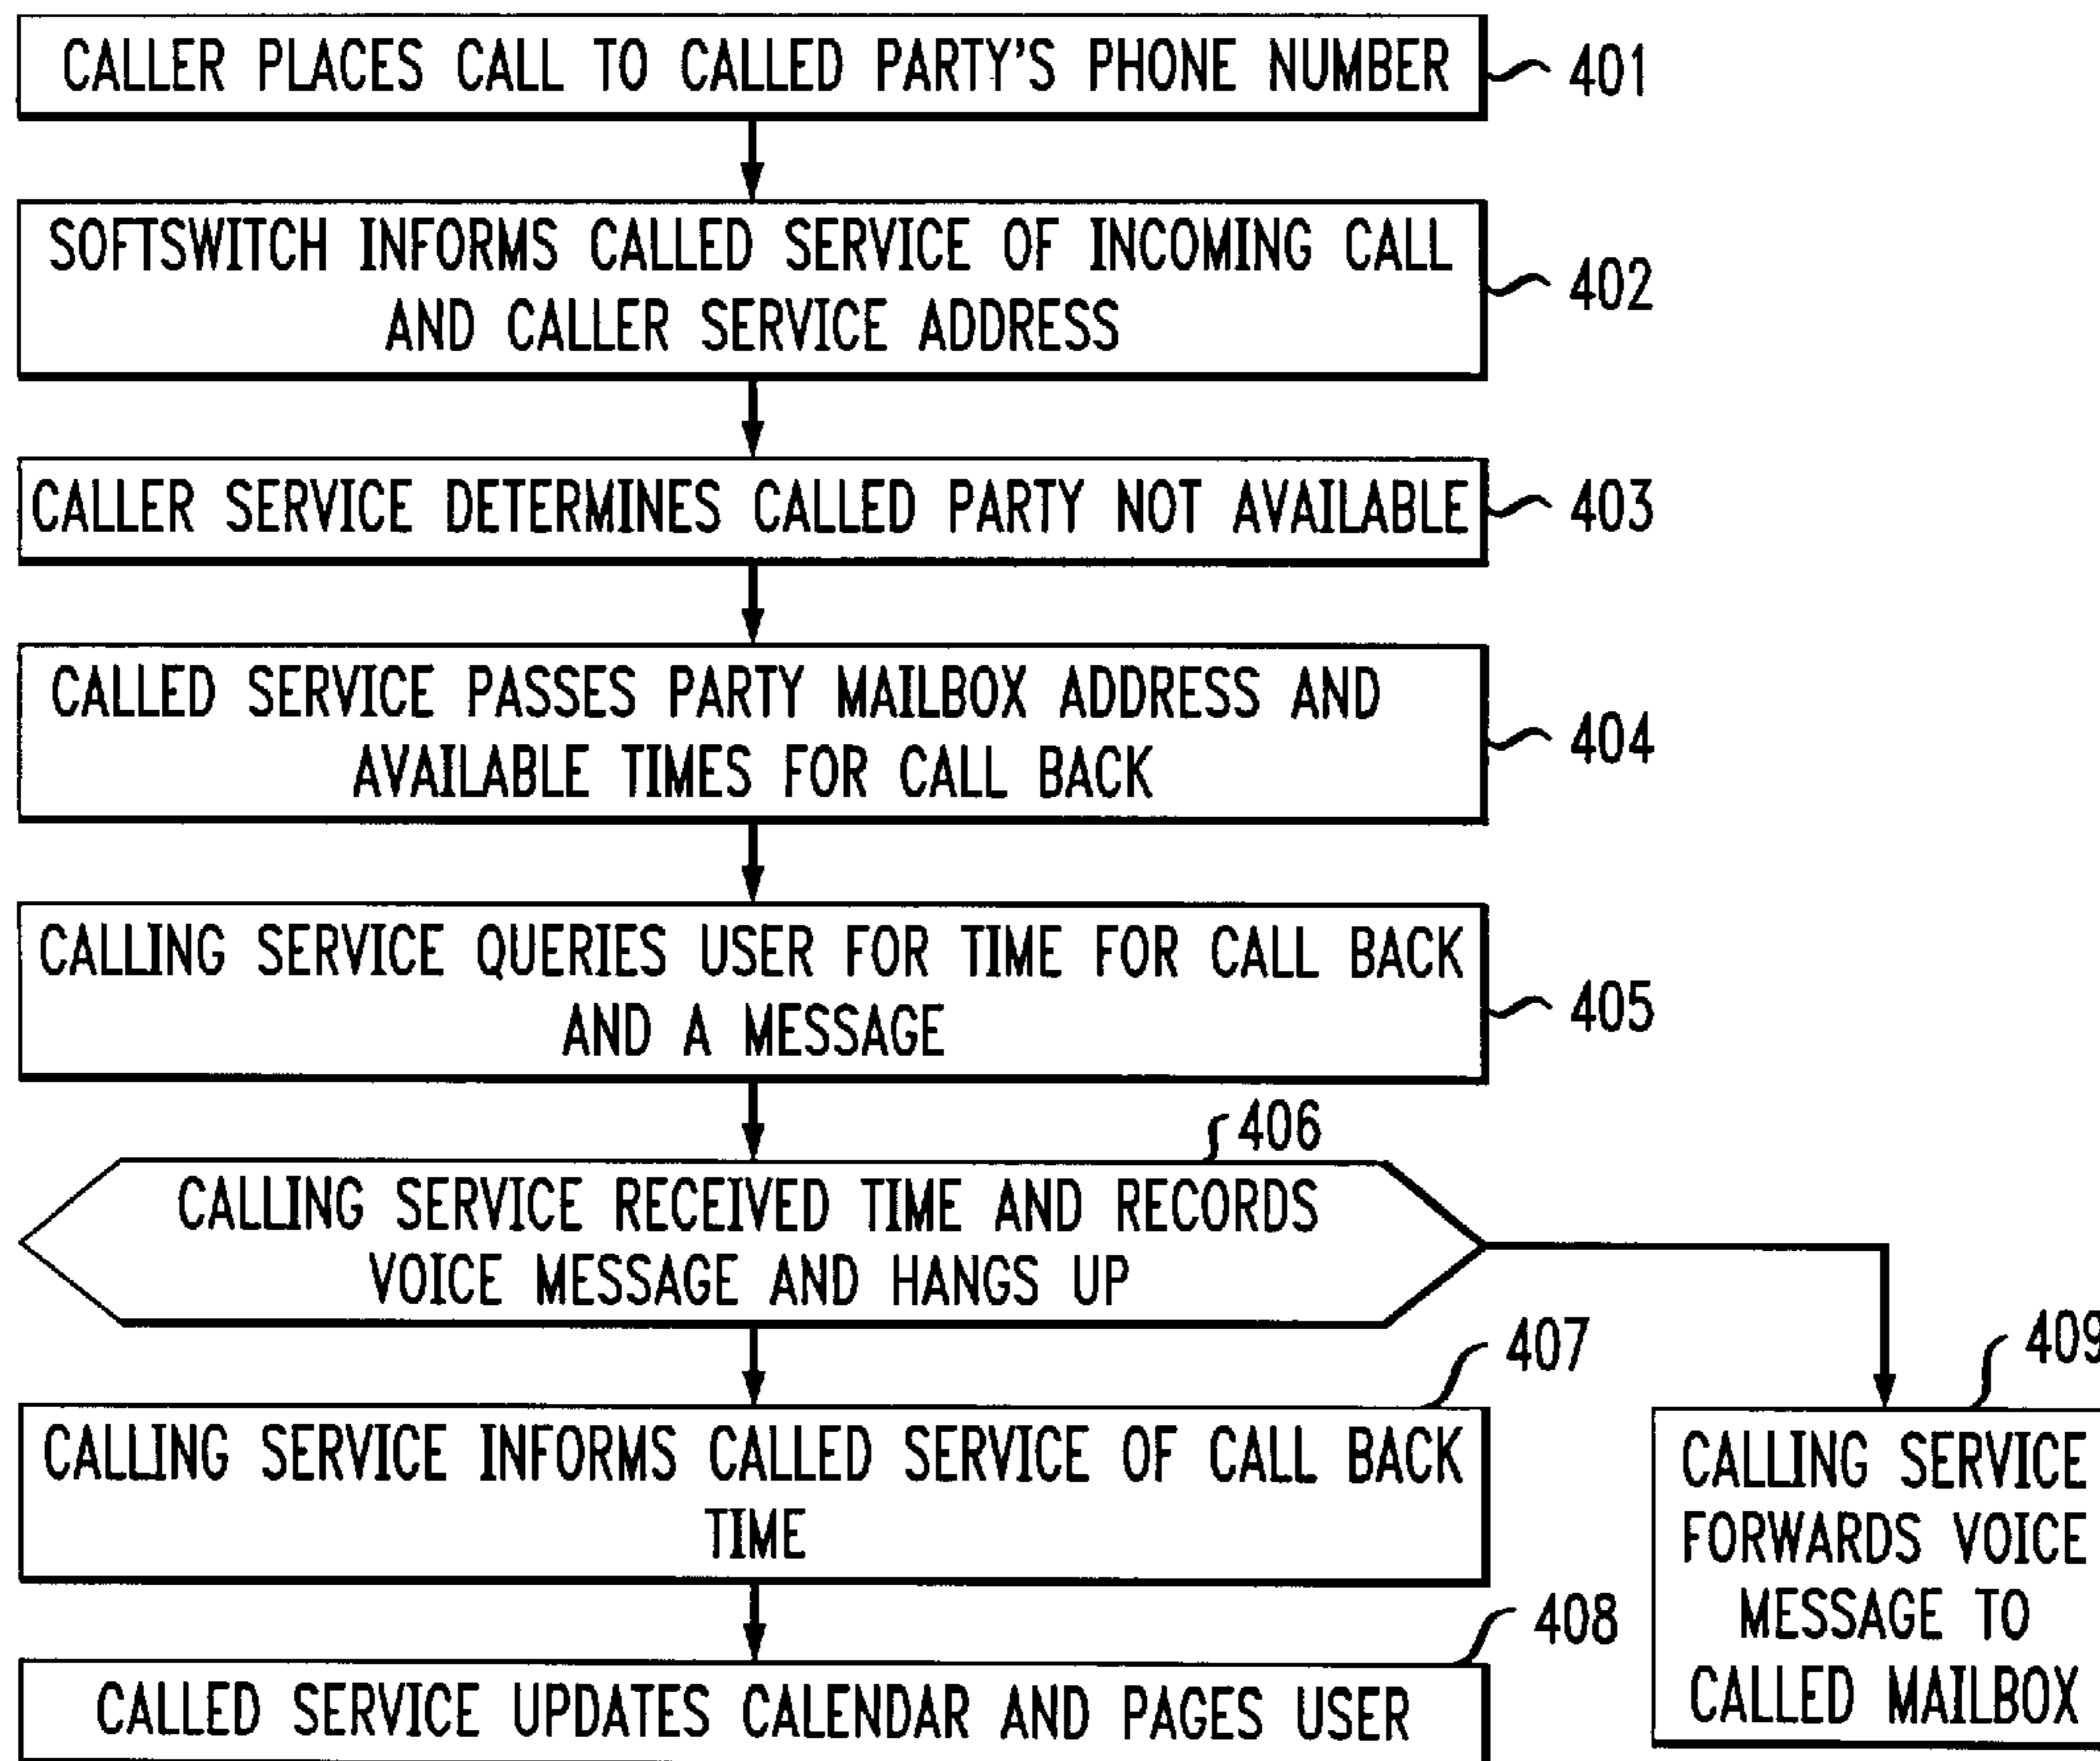 CALLER PLACES CALL TO CALLED PARTY'S PHONE NUMBER
401
SOFTSWITCH INFORMS CALLED SERVICE OF INCOMING CALL
AND CALLER SERVICE ADDRESS
402
CALLER SERVICE DETERMINES CALLED PARTY NOT AVAILABLE
403
CALLED SERVICE PASSES PARTY MAILBOX ADDRESS AND
AVAILABLE TIMES FOR CALL BACK
404
CALLING SERVICE QUERIES USER FOR TIME FOR CALL BACK
AND A MESSAGE
405
406
CALLING SERVICE RECEIVED TIME AND RECORDS
VOICE MESSAGE AND HANGS UP
407
CALLING SERVICE INFORMS CALLED SERVICE OF CALL BACK
TIME
408
CALLED SERVICE UPDATES CALENDAR AND PAGES USER
409
CALLING SERVICE
FORWARDS VOICE
MESSAGE TO
CALLED MAILBOX